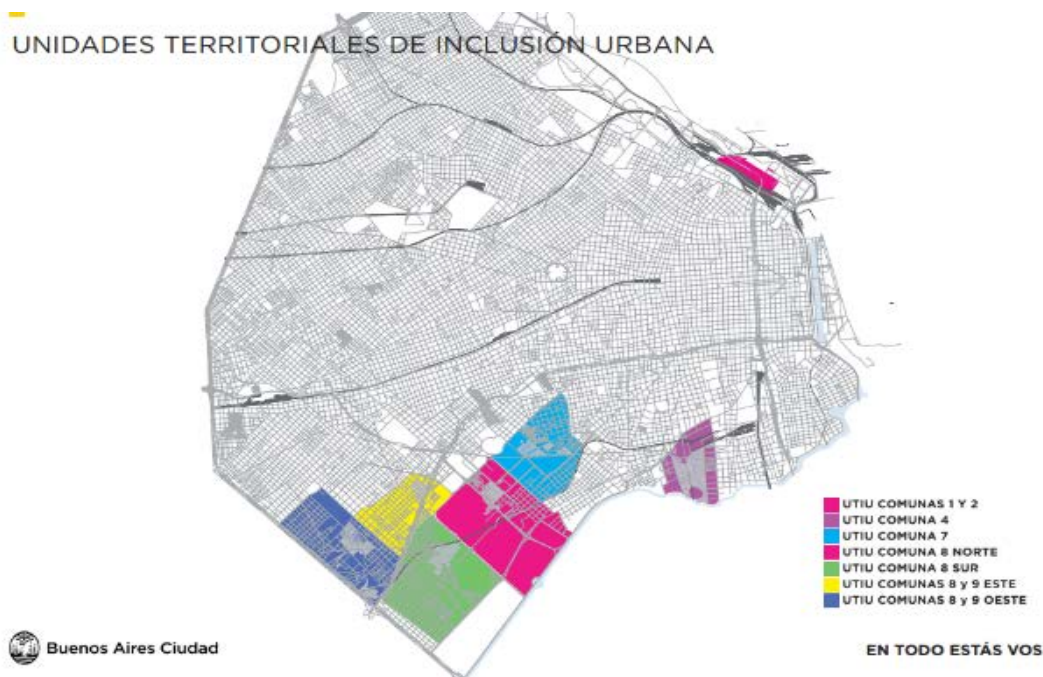 UNIDADES TERRITORIALES DE INCLUSIÓN URBANA
UTIU COMUNAS 1 Y 2
UTIU COMUNA 4
UTIU COMUNA 7
UTIU COMUNA 8 NORTE
UTIU COMUNA 8 SUR
UTIU COMUNAS 8 y 9 ESTE
UTIU COMUNAS 8 y 9 OESTE
Buenos Aires Ciudad
EN TODO ESTÁS VOS